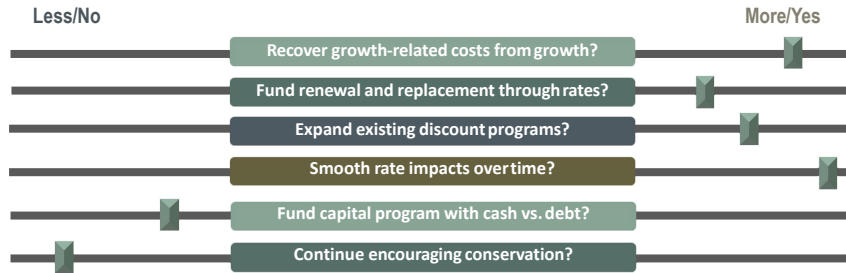 Less/No
More/Yes
Recover growth-related costs from growth?
Fund renewal and replacement through rates?
Expand existing discount programs?
Smooth rate impacts over time?
Fund capital program with cash vs. debt?
Continue encouraging conservation?